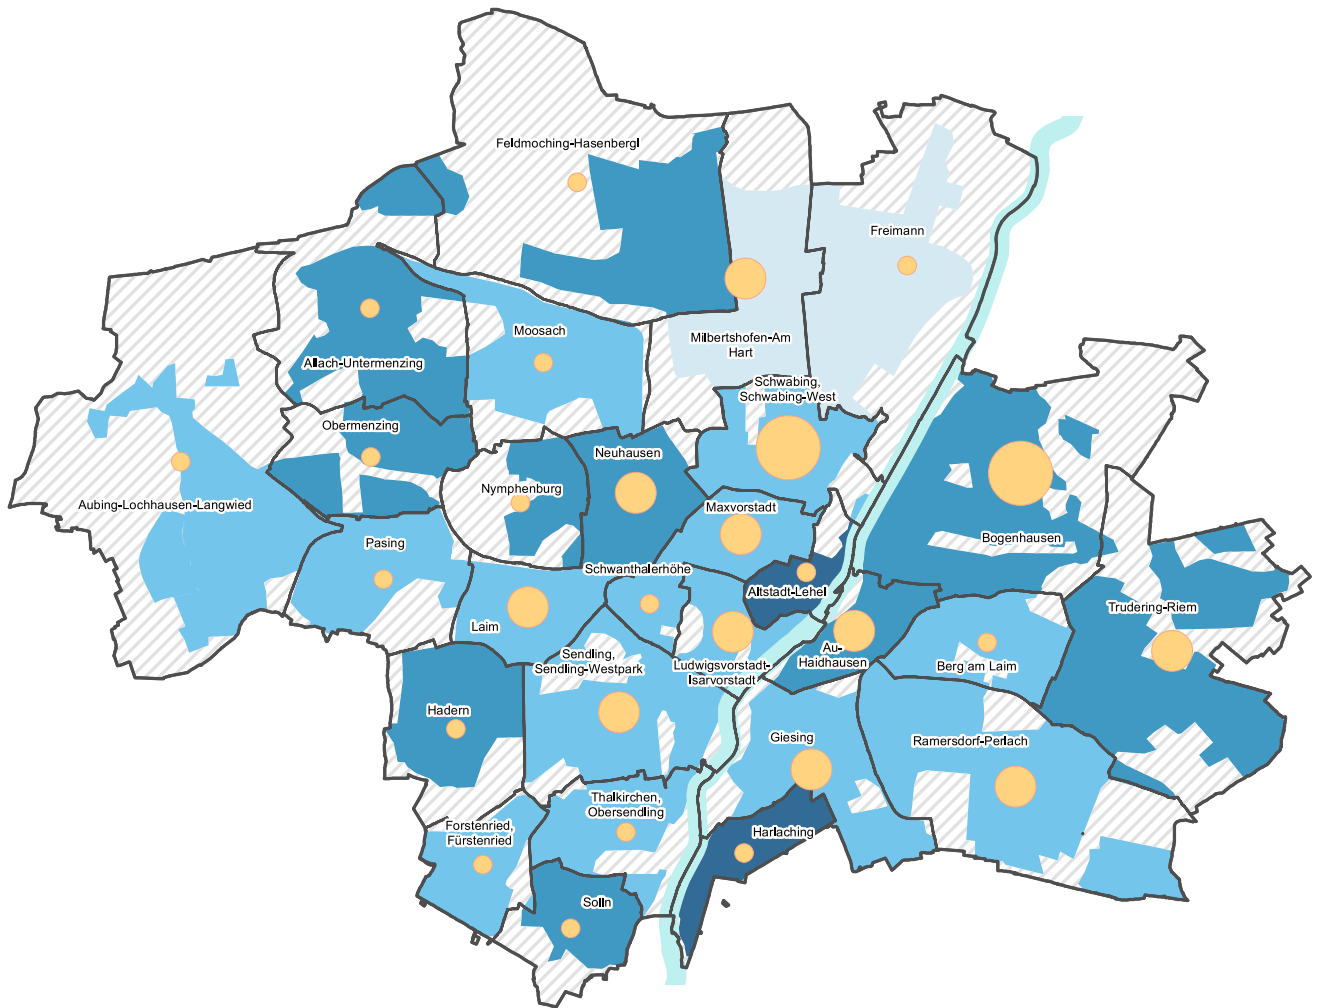 Feldmoching-Hasenbergl
Freimann
Allach-Untermenzing
Moosach
Milbertshofen-Am
Hart
Schwabing,
Schwabing-West
Obermenzing
Neuhausen
Nymphenburg
Aubing-Lochhausen-Langwied
Maxvorstadt
Bogenhausen
Pasing
Schwanthalerhöhe
Altstadt-Lehel
Trudering-Riem
Laim
Sendling,
Sendling-Westpark
Ludwigsvorstadt-
Isarvorstadt
Au-
Haidhausen
Berg am Laim
Hadern
Giesing
Ramersdorf-Perlach
Thalkirchen,
Obersendling
Forstenried,
Fürstenried
Harlaching
Solln